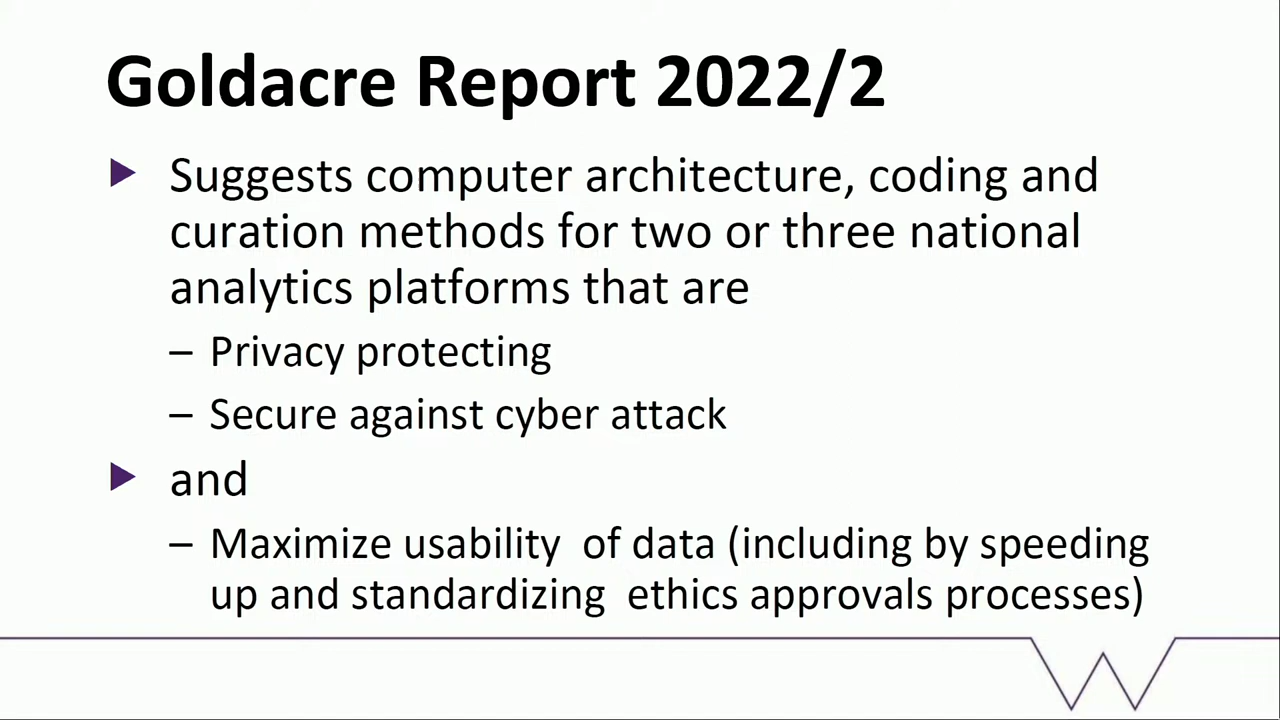 Goldacre Report 2022/2
Suggests computer architecture, coding and
curation methods for two or three national
analytics platforms that are
– Privacy protecting
– Secure against cyber attack
and
– Maximize usability  of data (including by speeding
up and standardizing  ethics approvals processes)